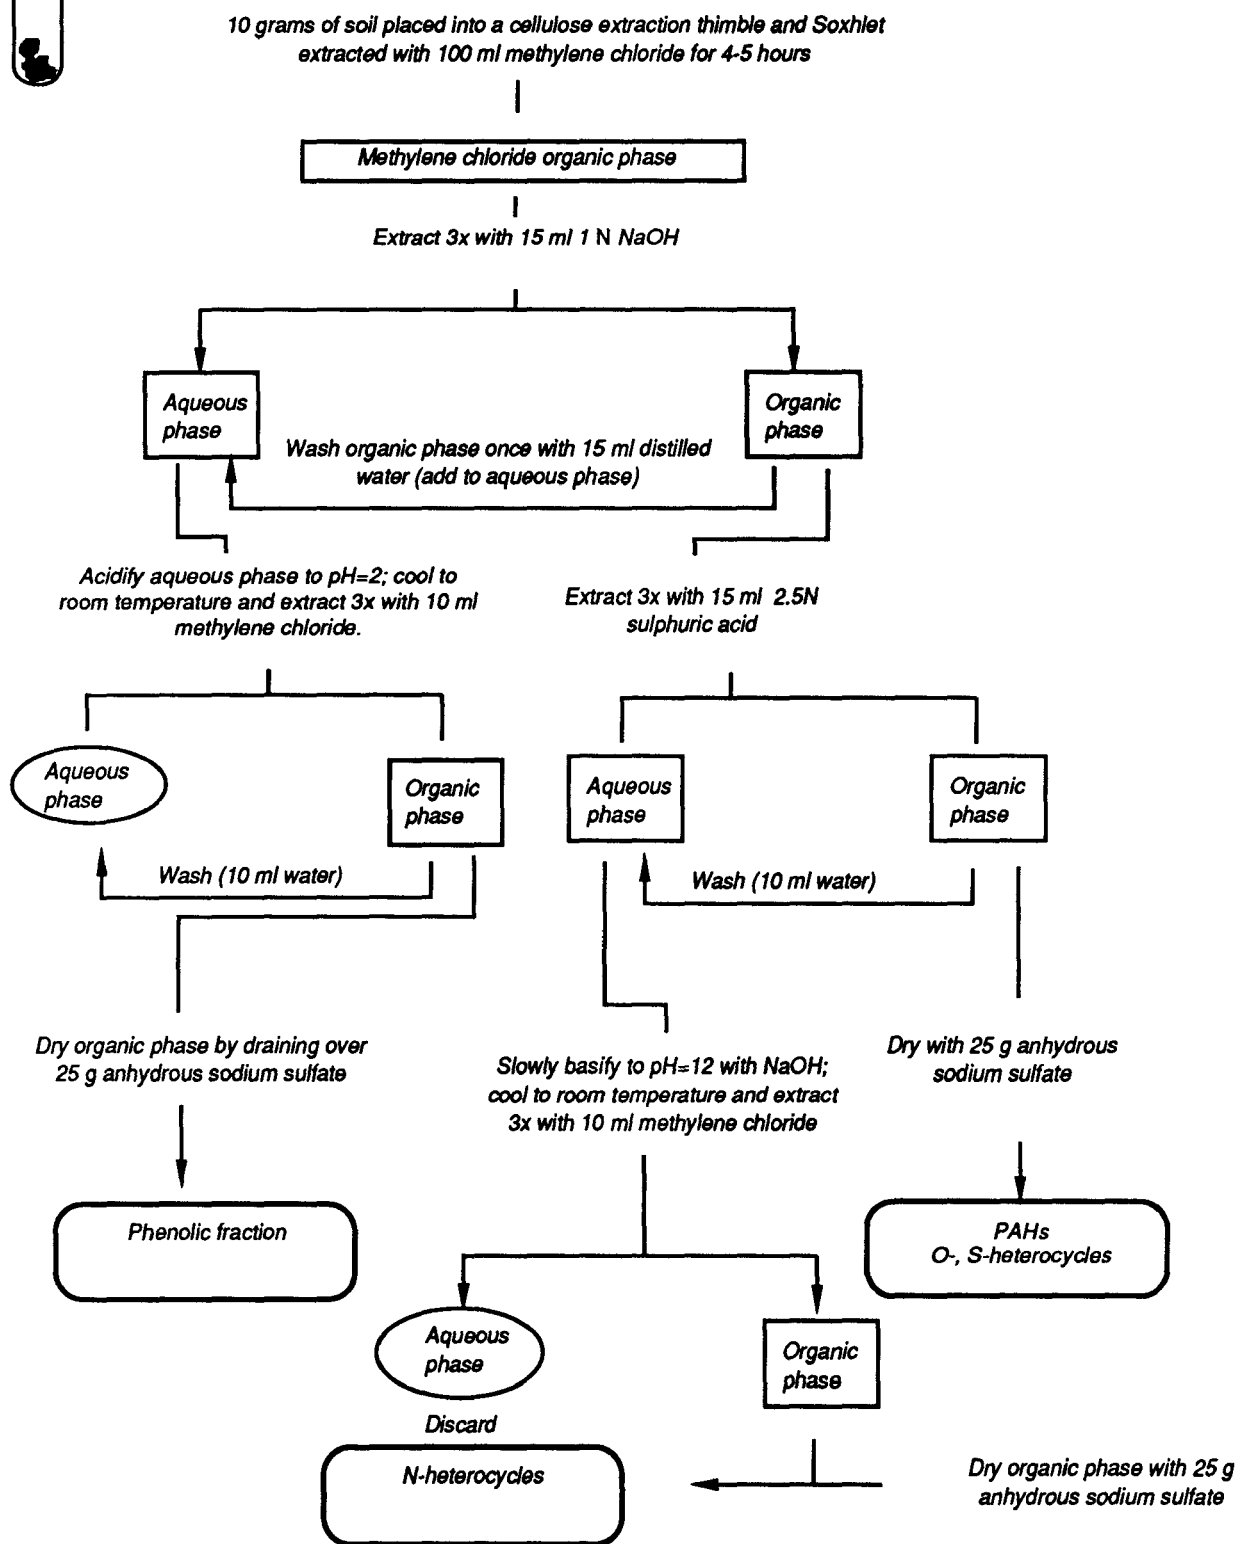 10 grams of soil placed into a cellulose extraction thimble and Soxhlet
extracted with 100 ml methylene chloride for 4-5 hours
Methylene chloride organic phase
Extract 3x with 15 ml 1 N NaOH
Aqueous
phase
Organic
phase
Wash organic phase once with 15 ml distilled
water (add to aqueous phase)
Acidify aqueous phase to pH=2; cool to
room temperature and extract 3x with 10 ml
methylene chloride.
Extract 3x with 15 ml 2.5N
sulphuric acid
Aqueous
phase
Organic
phase
Wash (10 ml water)
Aqueous
phase
Organic
phase
Wash (10 ml water)
Dry organic phase by draining over
25 g anhydrous sodium sulfate
Slowly basify to pH=12 with NaOH;
cool to room temperature and extract
3x with 10 ml methylene chloride
Dry with 25 g anhydrous
sodium sulfate
Phenolic fraction
PAHs
O-, S-heterocycles
Aqueous
phase
Discard
Organic
phase
N-heterocycles
Dry organic phase with 25 g
anhydrous sodium sulfate